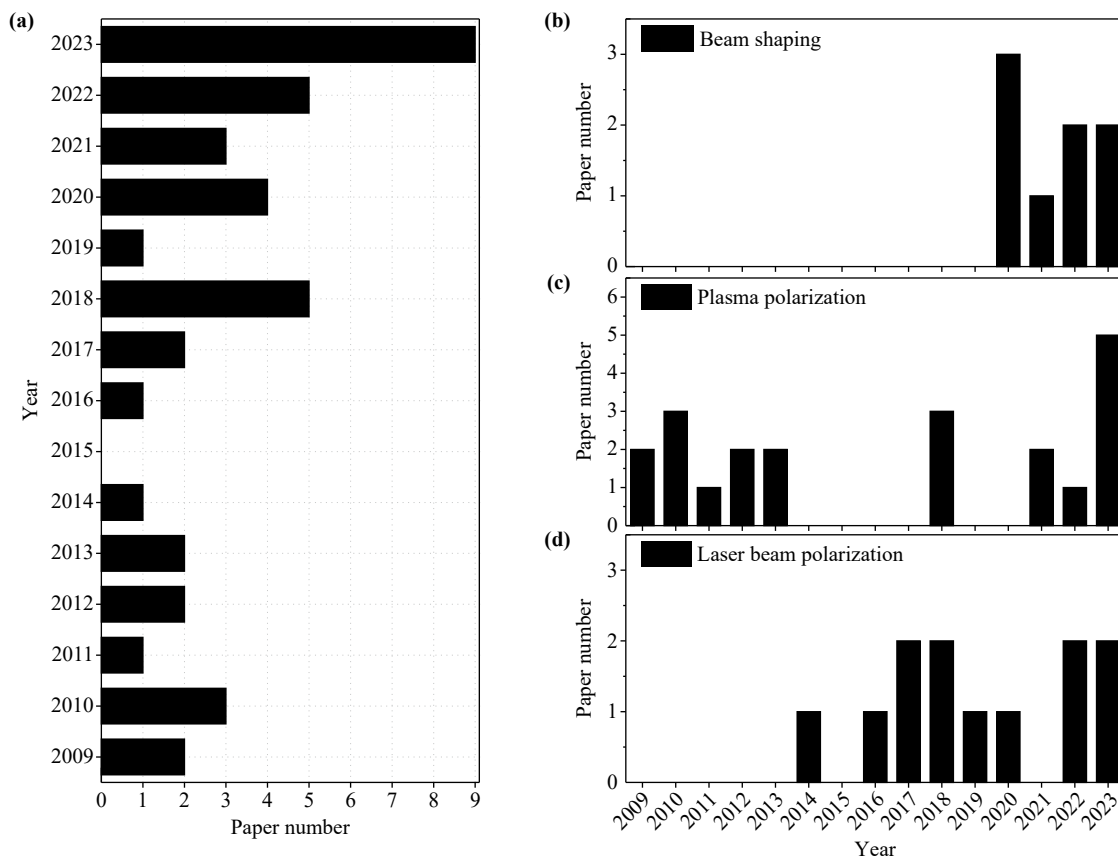 (a)
2023
2022
2021
2020
2019
2018
2017
2016
2015
2014
2013
2012
2011
2010
2009
Year
0 1 2 3 4 5 6 7 8 9
Paper number
(b)
Beam shaping
3
2
1
0
Paper number
(c)
Plasma polarization
6
5
4
3
2
1
0
Paper number
(d)
Laser beam polarization
3
2
1
0
Paper number
2009 2010 2011 2012 2013 2014 2015 2016 2017 2018 2019 2020 2021 2022 2023
Year